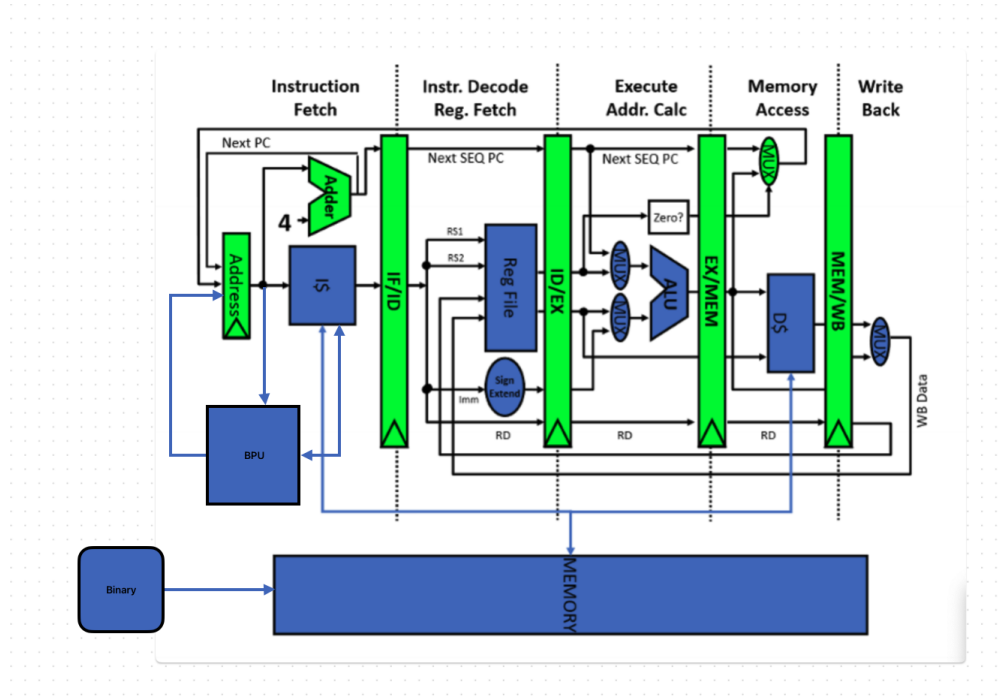 Instruction
Fetch
Instr. Decode
Reg. Fetch
Execute
Addr. Calc
Memory
Access
Write
Back
Next PC
Next SEQ PC
Next SEQ PC
MUX
Adder
4
Zero?
RS1
RS2
Address
I$
IF/ID
Reg File
ID/EX
MUX
MUX
ALU
EX/MEM
D$
MEM/WB
MUX
Sign
Extend
Imm
RD
RD
RD
WB Data
BPU
Binary
MEMORY